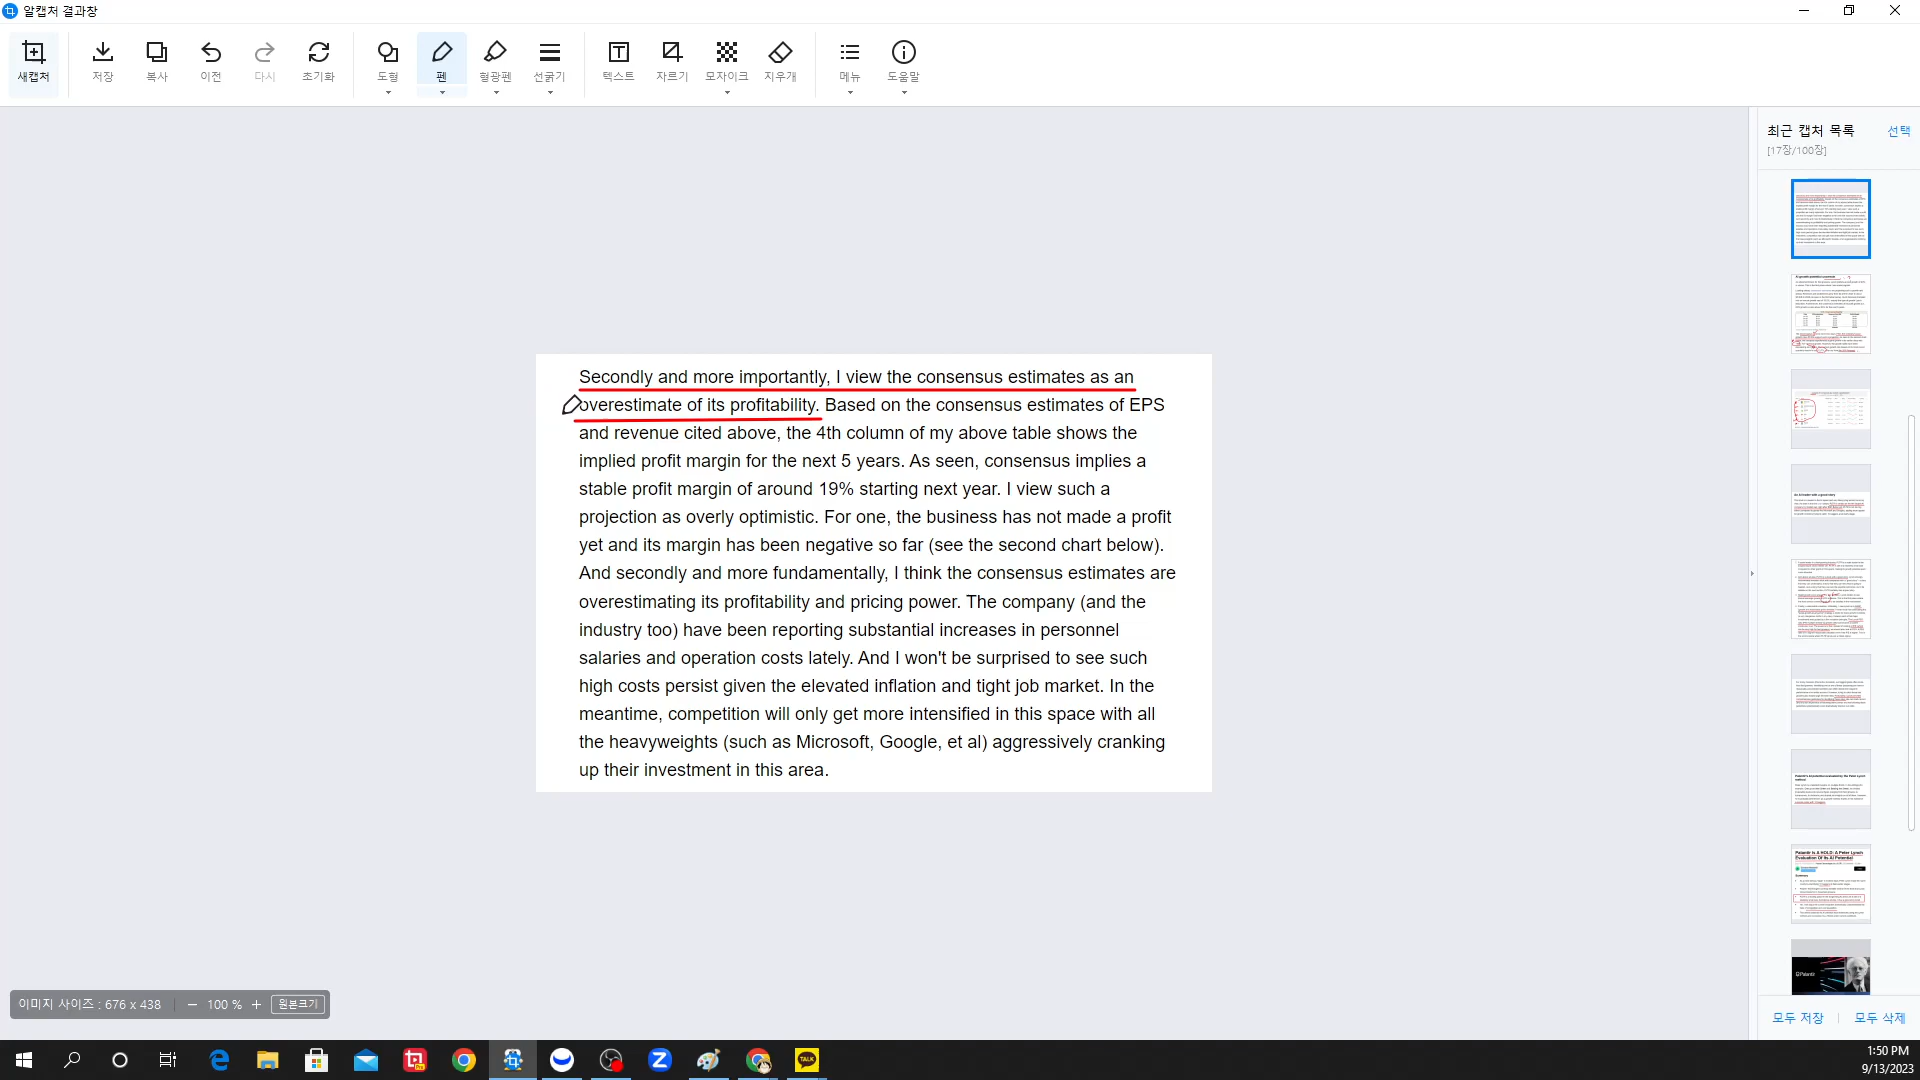 알캡처 결과창
새캡처
저장
복사
이전
다시
초기화
도형
펜
형광펜
선굵기
텍스트
자르기
모자이크
지우개
메뉴
도움말
Secondly and more importantly, I view the consensus estimates as an
overestimate of its profitability. Based on the consensus estimates of EPS
and revenue cited above, the 4th column of my above table shows the
implied profit margin for the next 5 years. As seen, consensus implies a
stable profit margin of around 19% starting next year. I view such a
projection as overly optimistic. For one, the business has not made a profit
yet and its margin has been negative so far (see the second chart below).
And secondly and more fundamentally, I think the consensus estimates are
overestimating its profitability and pricing power. The company (and the
industry too) have been reporting substantial increases in personnel
salaries and operation costs lately. And I won't be surprised to see such
high costs persist given the elevated inflation and tight job market. In the
meantime, competition will only get more intensified in this space with all
the heavyweights (such as Microsoft, Google, et al) aggressively cranking
up their investment in this area.
최근 캡처 목록
선택
[17장/100장]
Palantir Is A HOLD: A Peter Lynch
Evaluation Of Its AI Potential
Palantir
모두 저장
모두 삭제
이미지 사이즈 : 676 x 438
100 %
원본크기
TALK
1:50 PM
9/13/2023